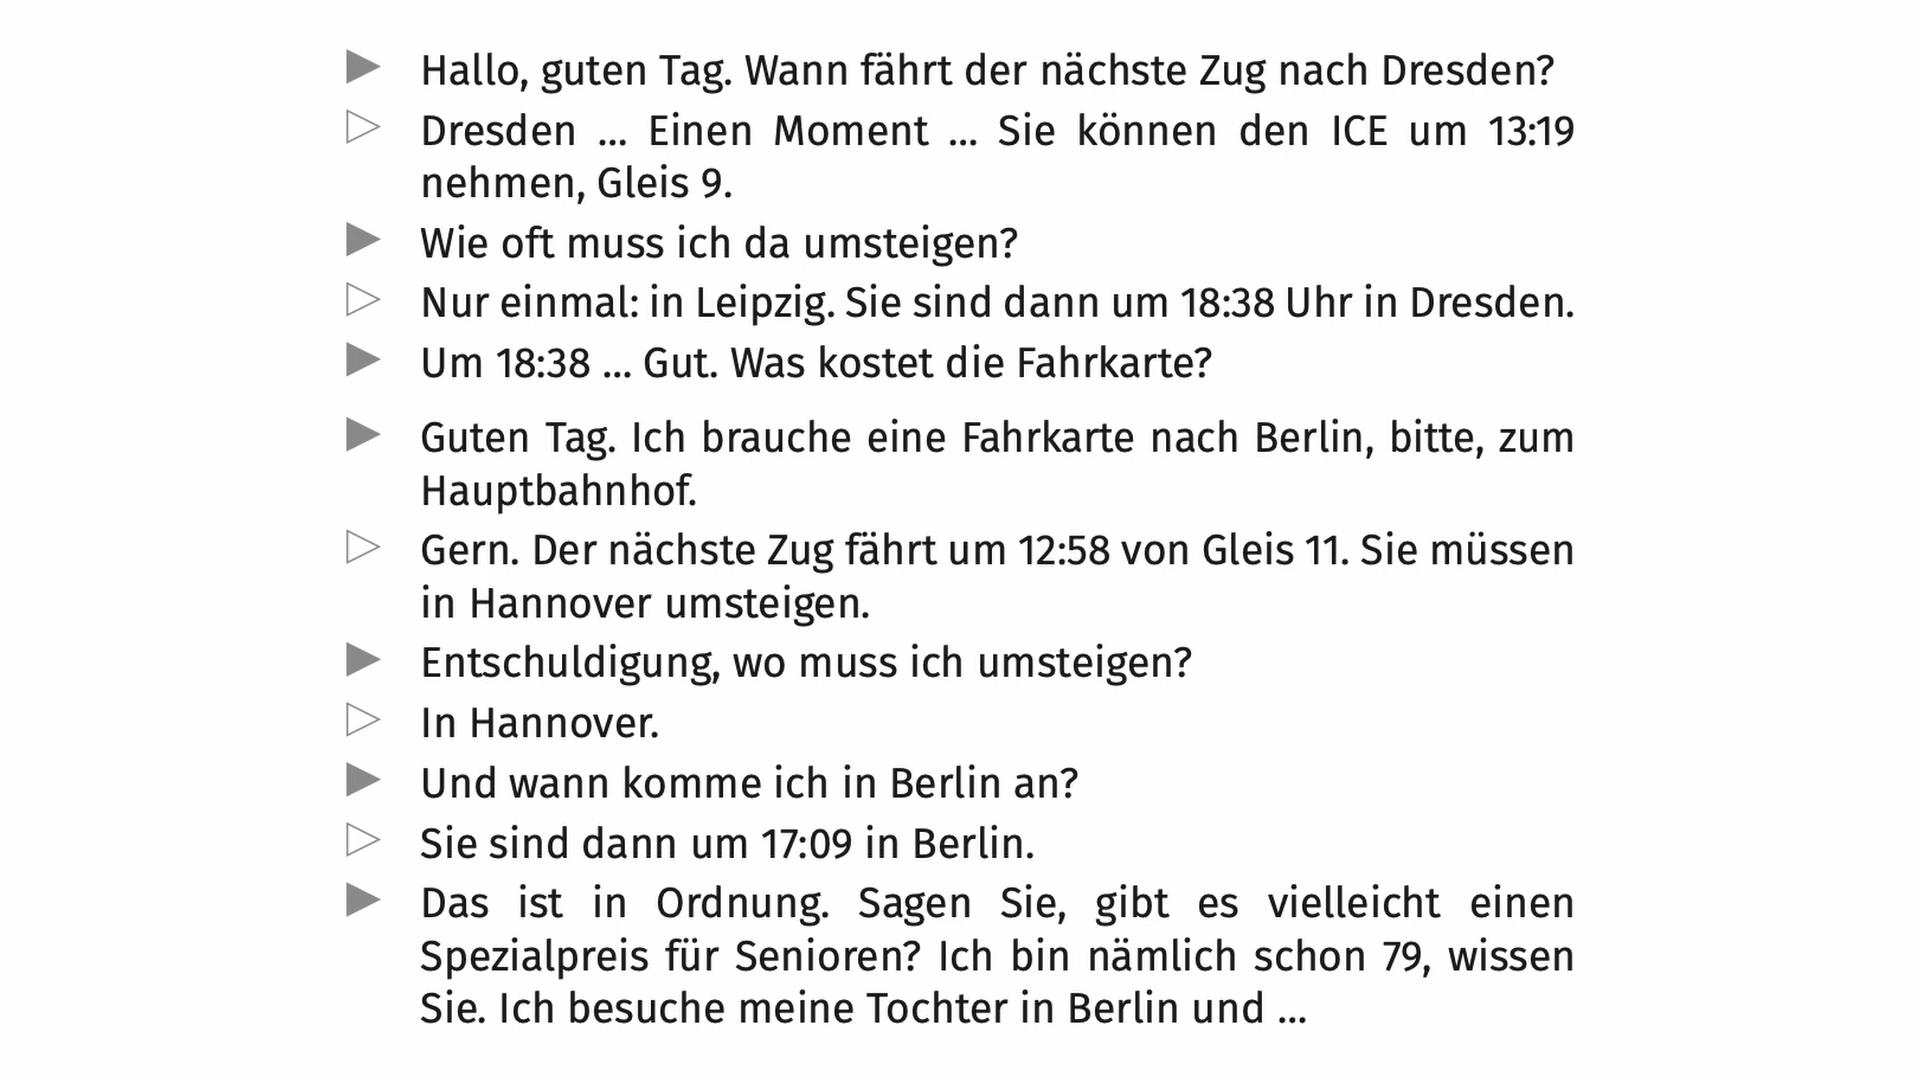 ▶ Hallo, guten Tag. Wann fährt der nächste Zug nach Dresden?
▷ Dresden ... Einen Moment ... Sie können den ICE um 13:19
nehmen, Gleis 9.
▶ Wie oft muss ich da umsteigen?
▷ Nur einmal: in Leipzig. Sie sind dann um 18:38 Uhr in Dresden.
▶ Um 18:38 ... Gut. Was kostet die Fahrkarte?
▶ Guten Tag. Ich brauche eine Fahrkarte nach Berlin, bitte, zum
Hauptbahnhof.
▷ Gern. Der nächste Zug fährt um 12:58 von Gleis 11. Sie müssen
in Hannover umsteigen.
▶ Entschuldigung, wo muss ich umsteigen?
▷ In Hannover.
▶ Und wann komme ich in Berlin an?
▷ Sie sind dann um 17:09 in Berlin.
▶ Das ist in Ordnung. Sagen Sie, gibt es vielleicht einen
Spezialpreis für Senioren? Ich bin nämlich schon 79, wissen
Sie. Ich besuche meine Tochter in Berlin und ...